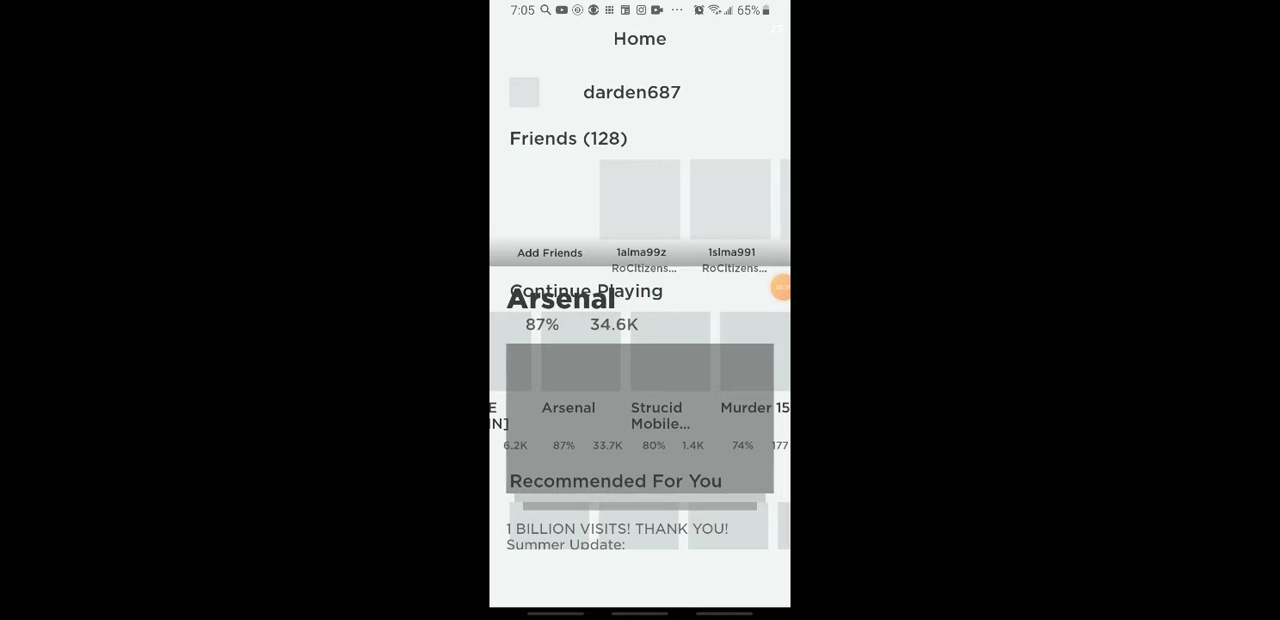 7:05 65%
Home
darden687
Friends (128)
Add Friends 1alma99z 1slma991
RoCitizens... RoCitizens...
Continue Playing
Arsenal
87% 34.6K
E Arsenal Strucid Murder 15
IN] Mobile...
6.2K 87% 33.7K 80% 1.4K 74% 177
Recommended For You
1 BILLION VISITS! THANK YOU!
Summer Update: